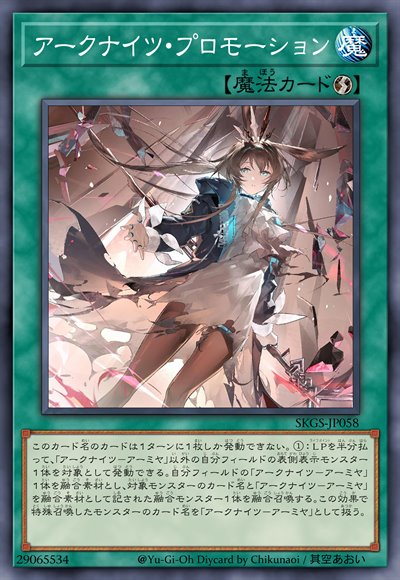 アークナイツ・プロモーション 魔
【魔法カード】
SKGS-JP058
このカード名のカードは1ターンに1枚しか発動できない。①:LPを半分払
って、「アークナイツーアーミヤ」以外の自分フィールドの表側表示モンスター
1体を対象として発動できる。自分フィールドの「アークナイツーアーミヤ」
1体を融合素材とし、対象モンスターのカード名と「アークナイツーアーミヤ」
を融合素材として記された融合モンスター1体を融合召喚する。この効果で
特殊召喚したモンスターのカード名を「アークナイツーアーミヤ」として扱う。
29065534 @Yu-Gi-Oh Diycard by Chikunaoi / 其空あおい